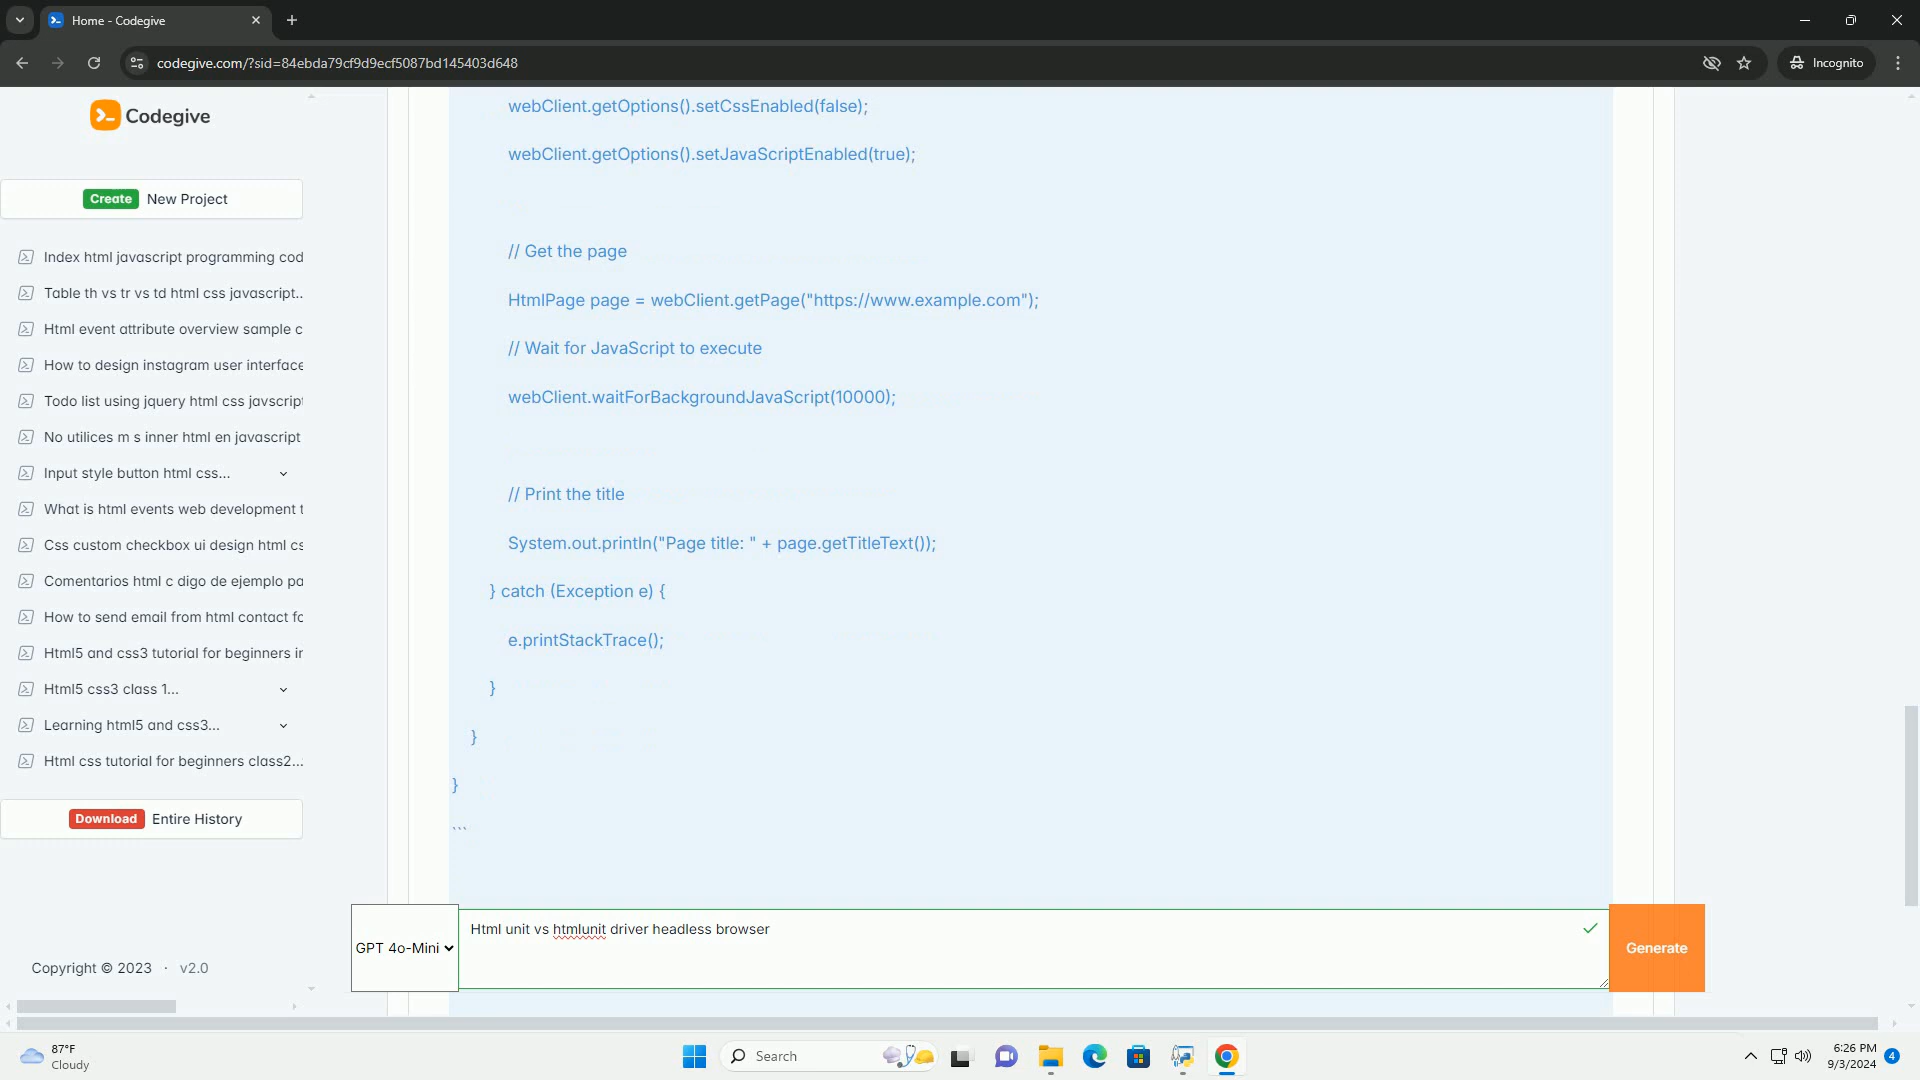 Home - Codegive
codegive.com/?sid=84ebda79cf9d9ecf5087bd145403d648
Incognito
Codegive
Create New Project
Index html javascript programming cod
Table th vs tr vs td html css javascript...
Html event attribute overview sample c
How to design instagram user interface
Todo list using jquery html css javscript
No utilices m s inner html en javascript
Input style button html css...
What is html events web development t
Css custom checkbox ui design html cs
Comentarios html c digo de ejemplo pa
How to send email from html contact fo
Html5 and css3 tutorial for beginners in
Html5 css3 class 1...
Learning html5 and css3...
Html css tutorial for beginners class2...
Download Entire History
Copyright © 2023 · v2.0
webClient.getOptions().setCssEnabled(false);
webClient.getOptions().setJavaScriptEnabled(true);
// Get the page
HtmlPage page = webClient.getPage("https://www.example.com");
// Wait for JavaScript to execute
webClient.waitForBackgroundJavaScript(10000);
// Print the title
System.out.println("Page title: " + page.getTitleText());
} catch (Exception e) {
e.printStackTrace();
}
}
}
```
GPT 4o-Mini
Html unit vs htmlunit driver headless browser
Generate
87°F
Cloudy
Search
6:26 PM
9/3/2024
4